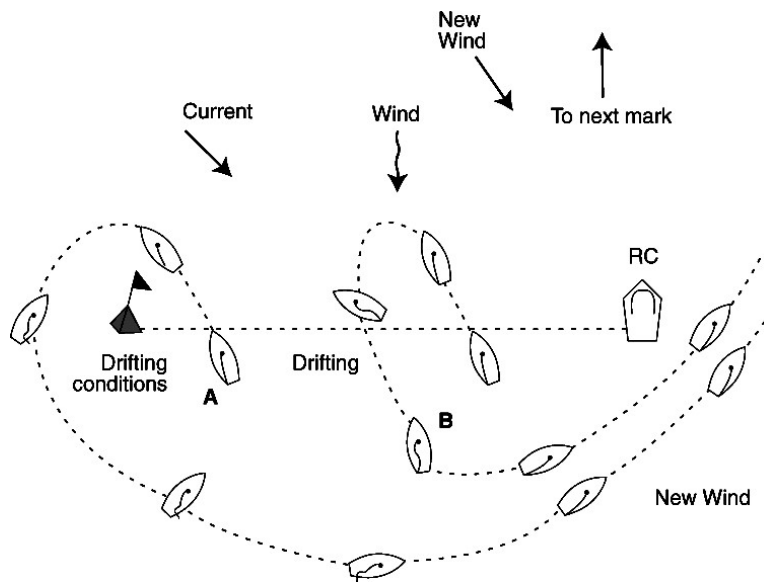 New
Wind
Current
Wind
To next mark
RC
Drifting
conditions
Drifting
A
B
New Wind